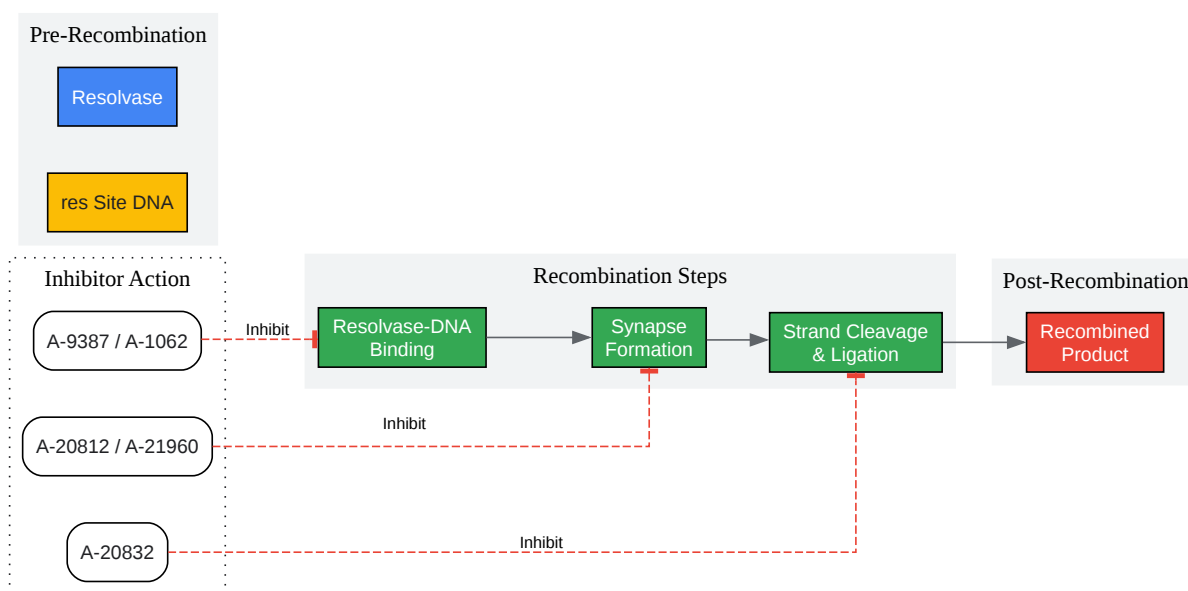 Pre-Recombination
Resolvase
res Site DNA
Inhibitor Action
A-9387 / A-1062
A-20812 / A-21960
A-20832
Inhibit
Inhibit
Inhibit
Recombination Steps
Resolvase-DNA
Binding
Synapse
Formation
Strand Cleavage
& Ligation
Post-Recombination
Recombined
Product